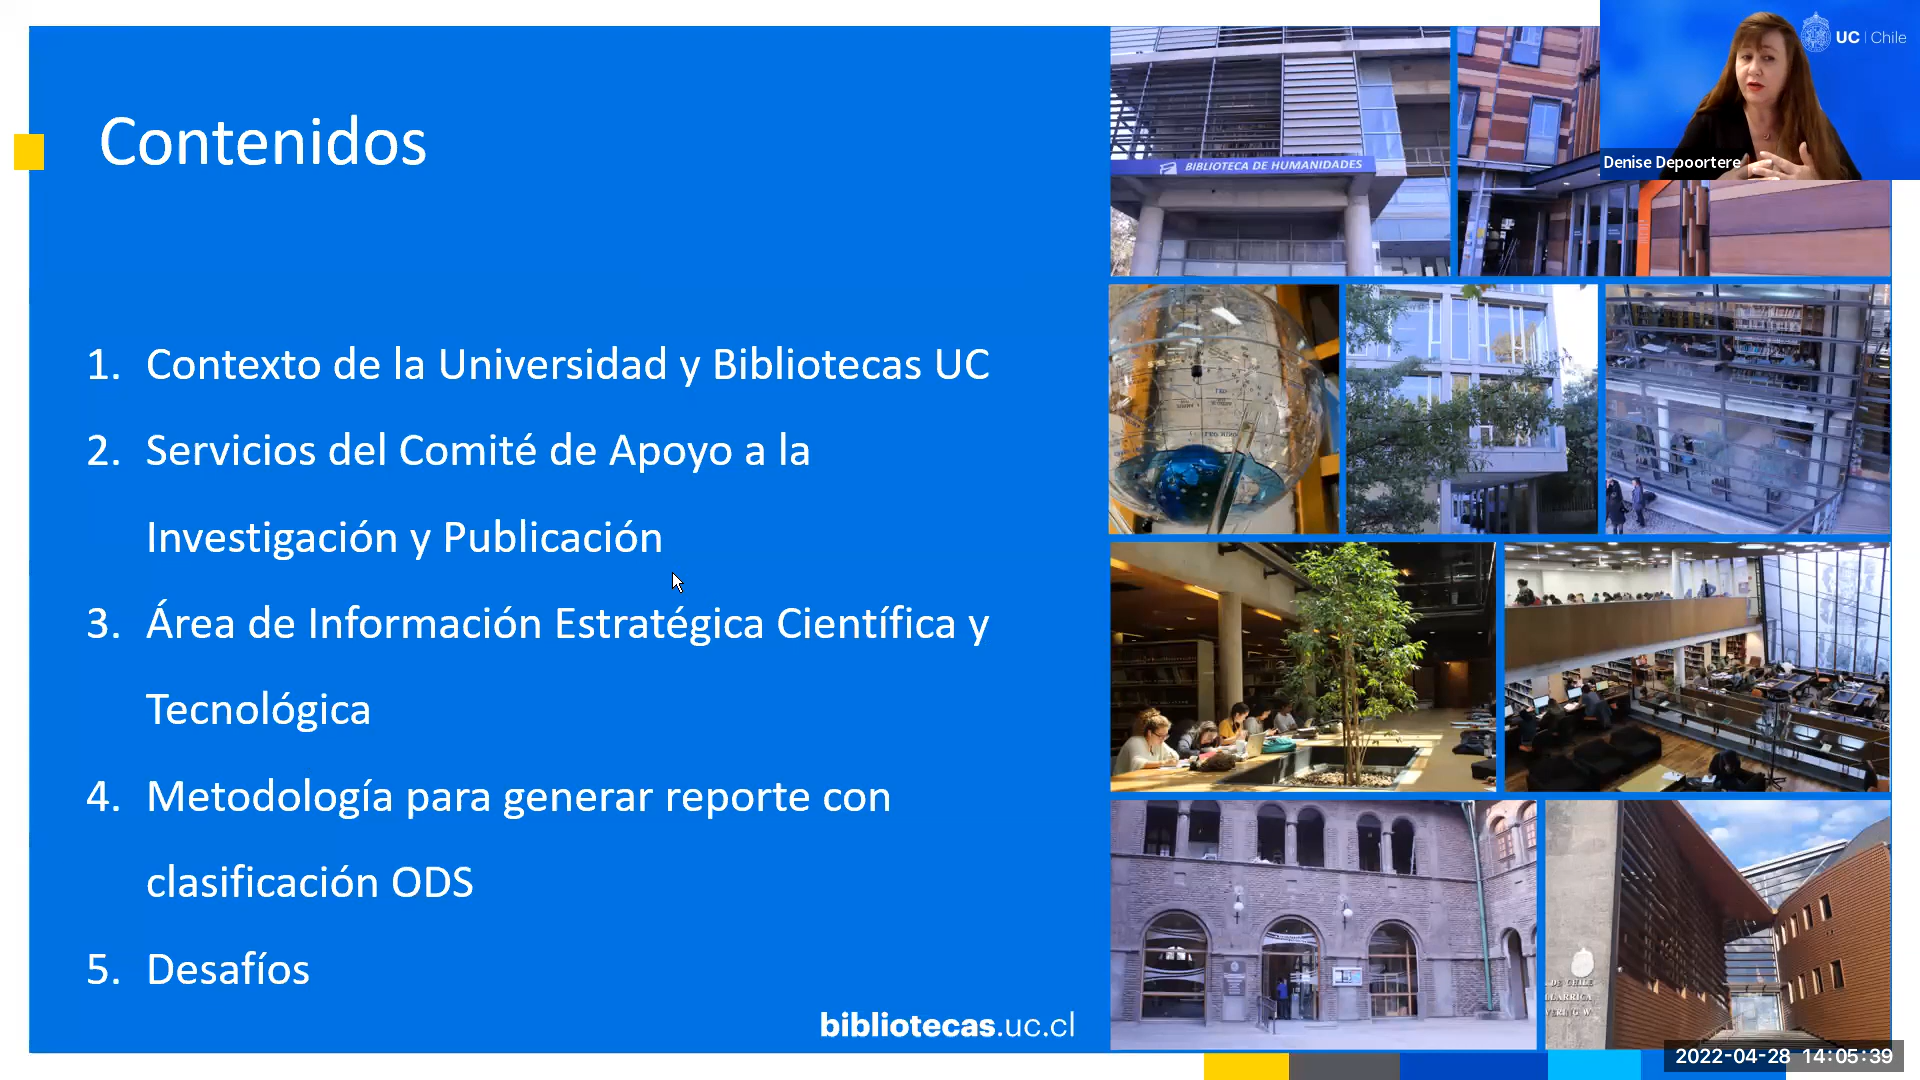 Contenidos
1. Contexto de la Universidad y Bibliotecas UC
2. Servicios del Comité de Apoyo a la
Investigación y Publicación
3. Área de Información Estratégica Científica y
Tecnológica
4. Metodología para generar reporte con
clasificación ODS
5. Desafíos
bibliotecas.uc.cl
BIBLIOTECA DE HUMANIDADES
UC | Chile
Denise Depoortere
DE CHILE
2022-04-28 14:05:39